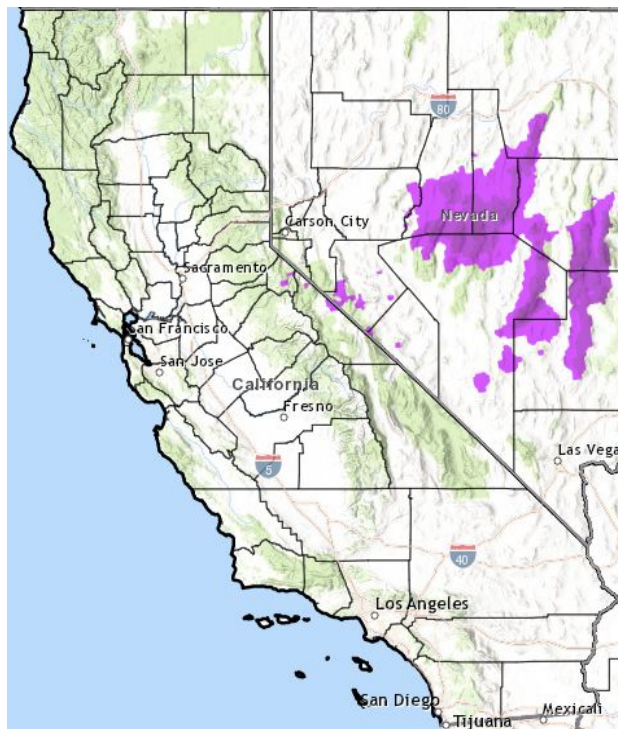 80
Nevada
Carson City
Sacramento
San Francisco
San Jose
California
Fresno
5
Las Vega
40
Los Angeles
San Diego
Mexicali
Tijuana